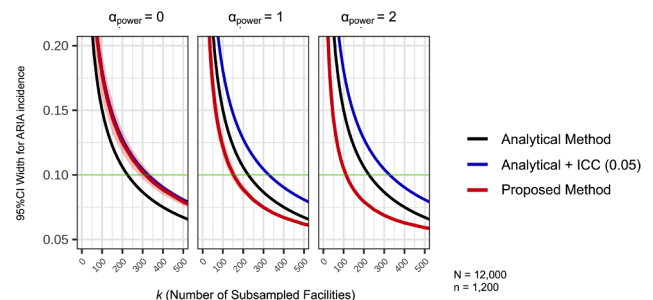 α_power = 0
α_power = 1
α_power = 2
95%CI Width for ARIA incidence
0.20
0.15
0.10
0.05
0 100 200 300 400 500
0 100 200 300 400 500
0 100 200 300 400 500
k (Number of Subsampled Facilities)
Analytical Method
Analytical + ICC (0.05)
Proposed Method
N = 12,000
n = 1,200